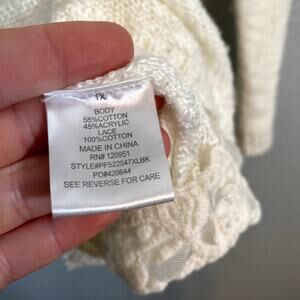 1X
BODY
55%COTTON
45%ACRYLIC
LACE
100%COTTON
MADE IN CHINA
RN# 120951
STYLE#PF522547XLBK
PO#420644
SEE REVERSE FOR CARE